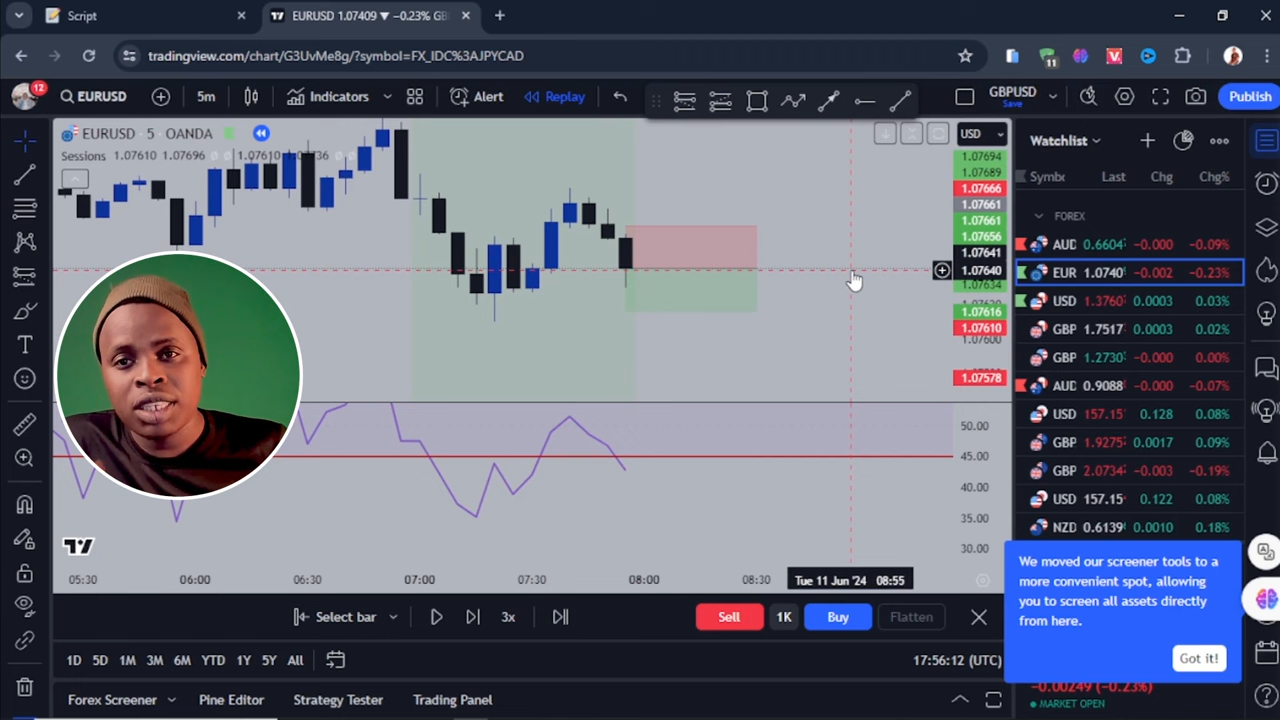 Script
EURUSD 1.07409 ▼ −0.23% GB
tradingview.com/chart/G3UvMe8g/?symbol=FX_IDC%3AJPYCAD
11
12
EURUSD
5m
Indicators
Alert
Replay
GBPUSD
Save
Publish
EURUSD · 5 · OANDA
Sessions 1.07610 1.07696
USD
1.07694
1.07689
1.07666
1.07661
1.07661
1.07656
1.07641
1.07640
1.07634
1.07616
1.07610
1.07600
1.07578
50.00
45.00
40.00
35.00
30.00
05:30 06:00 06:30 07:00 07:30 08:00 08:30 Tue 11 Jun '24 08:55
Watchlist
Symbc Last Chg Chg%
FOREX
AUD 0.6604 -0.000 -0.09%
EUR 1.0740 -0.002 -0.23%
USD 1.3760 0.0003 0.03%
GBP 1.7517 0.0003 0.02%
GBP 1.2730 -0.000 0.00%
AUD 0.9088 -0.000 -0.07%
USD 157.15 0.128 0.08%
GBP 1.9275 0.0017 0.09%
GBP 2.0734 -0.003 -0.19%
USD 157.15 0.122 0.08%
NZD 0.6139 0.0010 0.18%
We moved our screener tools to a
more convenient spot, allowing
you to screen all assets directly
from here.
Got it!
Select bar
3x
Sell
1K
Buy
Flatten
1D 5D 1M 3M 6M YTD 1Y 5Y All
17:56:12 (UTC)
−0.00249 (−0.23%)
MARKET OPEN
Forex Screener
Pine Editor
Strategy Tester
Trading Panel